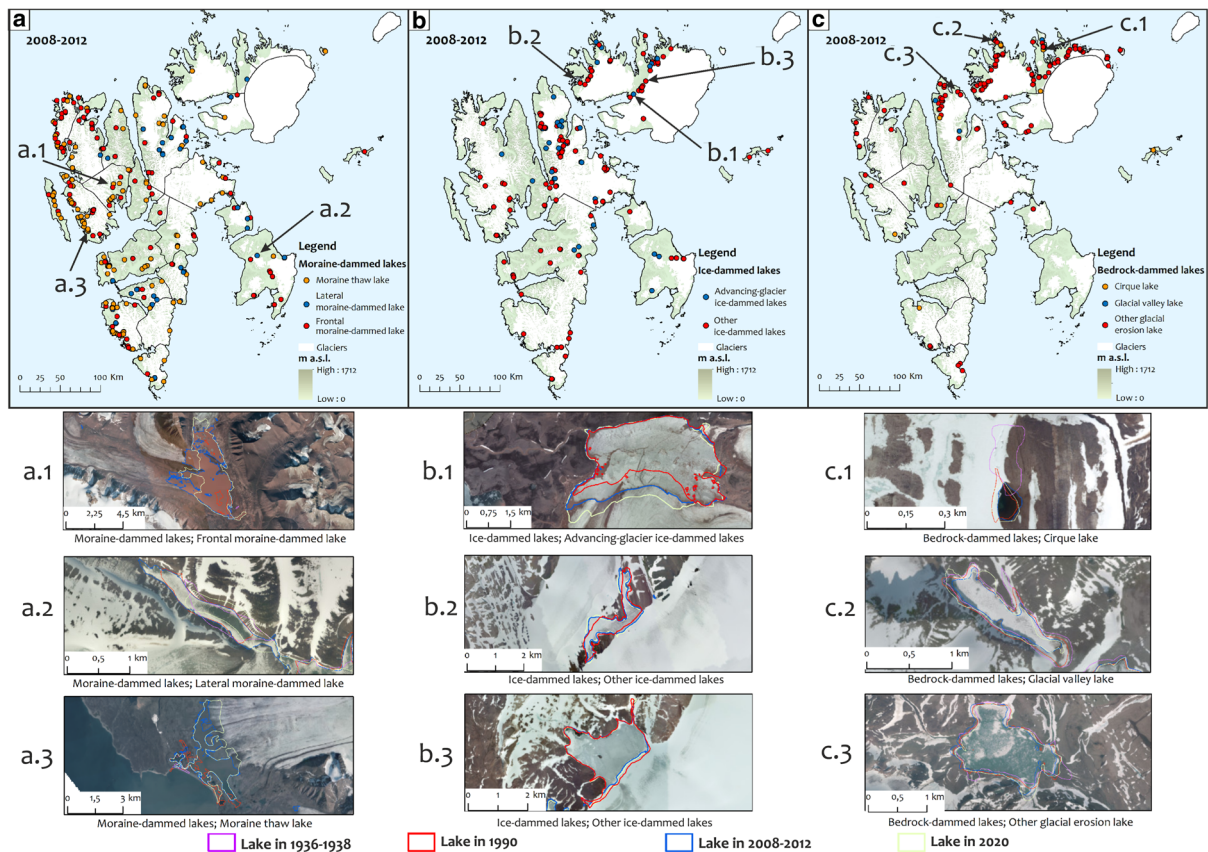 a
2008-2012
a.1
a.2
a.3
Legend
Moraine-dammed lakes
Moraine thaw lake
Lateral
moraine-dammed lake
Frontal
moraine-dammed lake
Glaciers
m a.s.l.
High : 1712
Low : 0
0 25 50 100 Km
b
2008-2012
b.2
b.3
b.1
Legend
Ice-dammed lakes
Advancing-glacier
ice-dammed lakes
Other
ice-dammed lakes
Glaciers
m a.s.l.
High : 1712
Low : 0
0 25 50 100 Km
c
2008-2012
c.2
c.1
c.3
Legend
Bedrock-dammed lakes
Cirque lake
Glacial valley lake
Other glacial
erosion lake
Glaciers
m a.s.l.
High : 1712
Low : 0
0 25 50 100 Km
a.1
0 2,25 4,5 km
Moraine-dammed lakes; Frontal moraine-dammed lake
b.1
0 0,75 1,5 km
Ice-dammed lakes; Advancing-glacier ice-dammed lakes
c.1
0 0,15 0,3 km
Bedrock-dammed lakes; Cirque lake
a.2
0 0,5 1 km
Moraine-dammed lakes; Lateral moraine-dammed lake
b.2
0 1 2 km
Ice-dammed lakes; Other ice-dammed lakes
c.2
0 0,5 1 km
Bedrock-dammed lakes; Glacial valley lake
a.3
0 1,5 3 km
Moraine-dammed lakes; Moraine thaw lake
b.3
0 1 2 km
Ice-dammed lakes; Other ice-dammed lakes
c.3
0 0,5 1 km
Bedrock-dammed lakes; Other glacial erosion lake
Lake in 1936-1938
Lake in 1990
Lake in 2008-2012
Lake in 2020